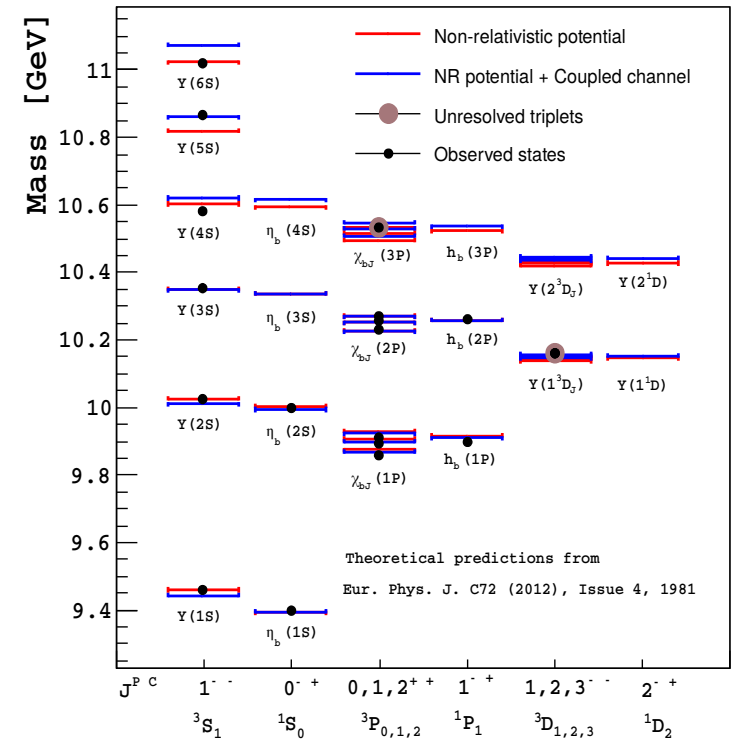 Mass [GeV]
11
10.8
10.6
10.4
10.2
10
9.8
9.6
9.4
Non-relativistic potential
NR potential + Coupled channel
Unresolved triplets
Observed states
Υ(6S)
Υ(5S)
Υ(4S)
η_b(4S)
χ_bJ(3P)
h_b(3P)
Υ(2³D_J)
Υ(2¹D)
Υ(3S)
η_b(3S)
χ_bJ(2P)
h_b(2P)
Υ(1³D_J)
Υ(1¹D)
Υ(2S)
η_b(2S)
χ_bJ(1P)
h_b(1P)
Υ(1S)
η_b(1S)
Theoretical predictions from
Eur. Phys. J. C72 (2012), Issue 4, 1981
J^{P C} 1^{- -} 0^{- +} 0,1,2^{+ +} 1^{- +} 1,2,3^{- -} 2^{- +}
³S₁ ¹S₀ ³P₀,₁,₂ ¹P₁ ³D₁,₂,₃ ¹D₂